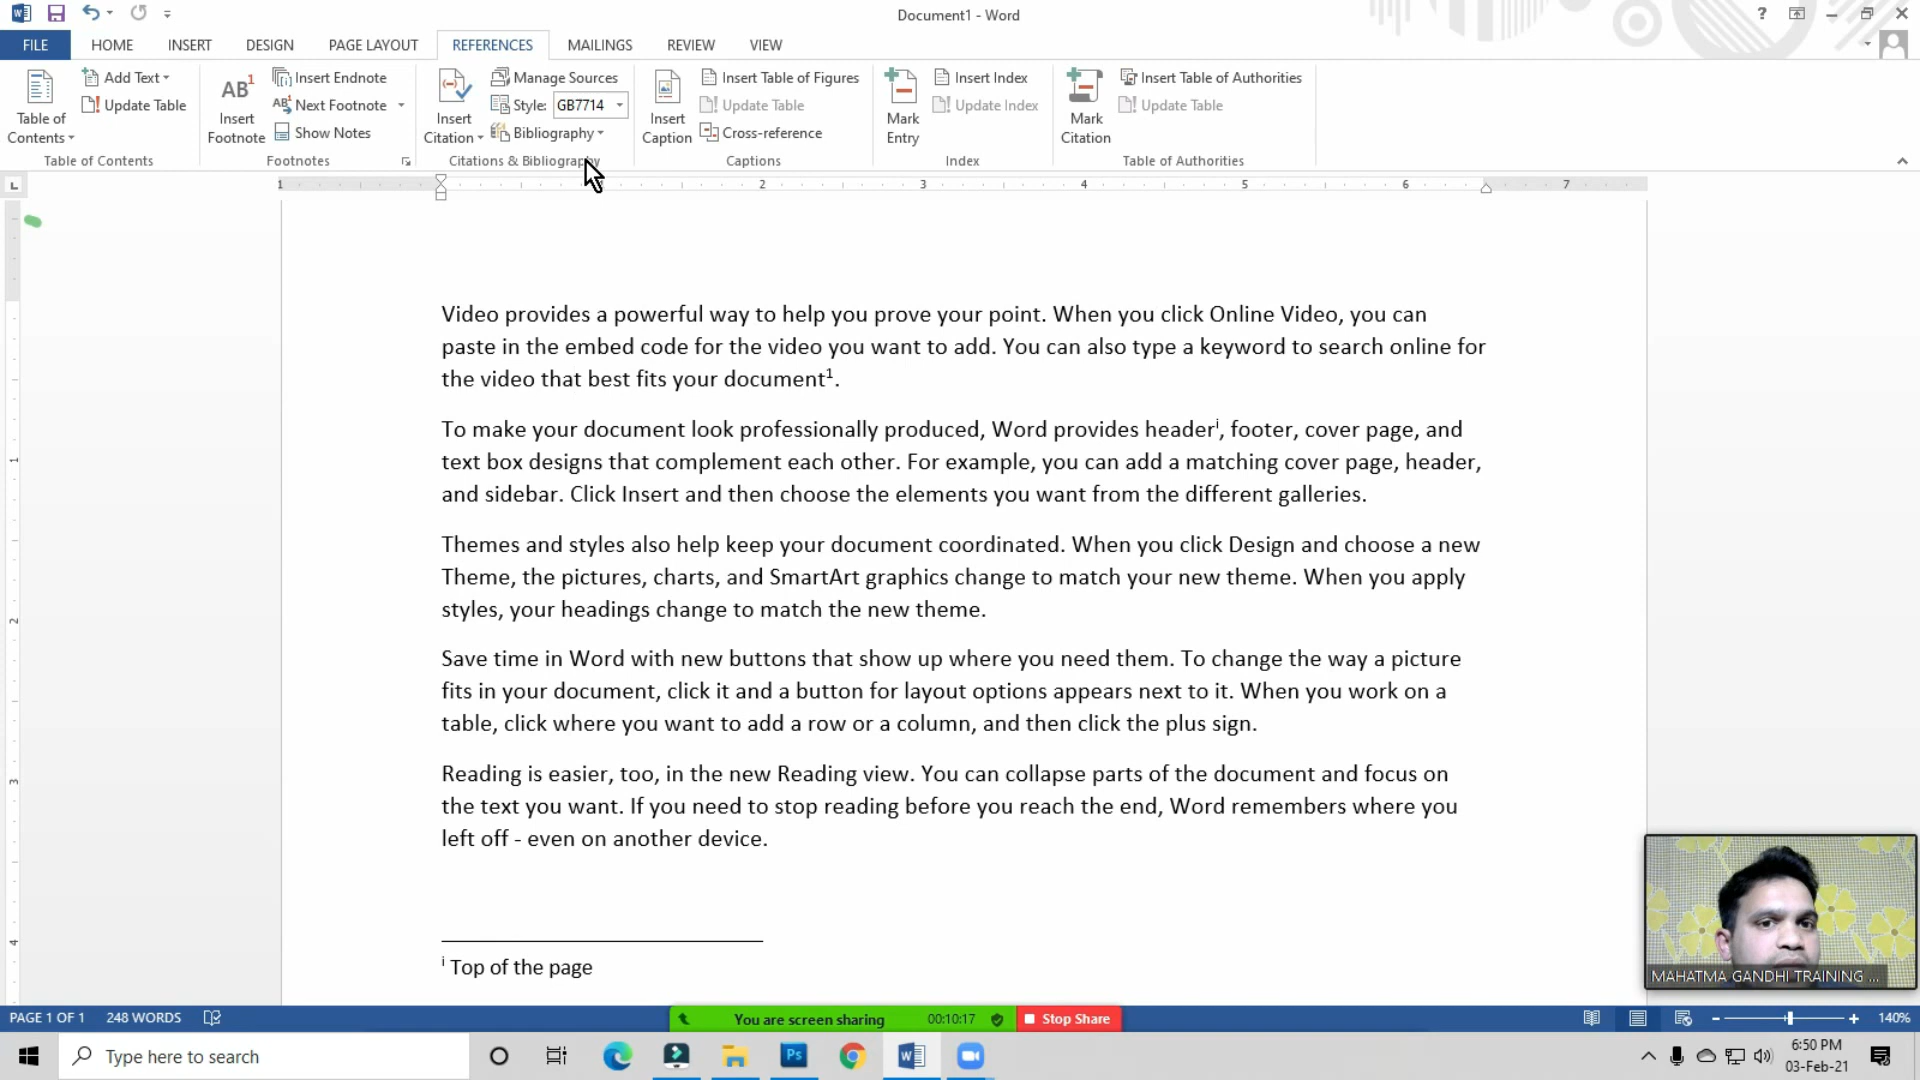 Document1 - Word
FILE HOME INSERT DESIGN PAGE LAYOUT REFERENCES MAILINGS REVIEW VIEW
Table of Contents
Add Text
Update Table
Table of Contents
AB1 Insert Footnote
Insert Endnote
Next Footnote
Show Notes
Footnotes
Insert Citation
Manage Sources
Style: GB7714
Bibliography
Citations & Bibliography
Insert Caption
Insert Table of Figures
Update Table
Cross-reference
Captions
Mark Entry
Insert Index
Update Index
Index
Mark Citation
Insert Table of Authorities
Update Table
Table of Authorities
1 2 3 4 5 6 7
Video provides a powerful way to help you prove your point. When you click Online Video, you can
paste in the embed code for the video you want to add. You can also type a keyword to search online for
the video that best fits your document¹.
To make your document look professionally produced, Word provides headerⁱ, footer, cover page, and
text box designs that complement each other. For example, you can add a matching cover page, header,
and sidebar. Click Insert and then choose the elements you want from the different galleries.
Themes and styles also help keep your document coordinated. When you click Design and choose a new
Theme, the pictures, charts, and SmartArt graphics change to match your new theme. When you apply
styles, your headings change to match the new theme.
Save time in Word with new buttons that show up where you need them. To change the way a picture
fits in your document, click it and a button for layout options appears next to it. When you work on a
table, click where you want to add a row or a column, and then click the plus sign.
Reading is easier, too, in the new Reading view. You can collapse parts of the document and focus on
the text you want. If you need to stop reading before you reach the end, Word remembers where you
left off - even on another device.
ⁱ Top of the page
MAHATMA GANDHI TRAINING ...
PAGE 1 OF 1 248 WORDS
You are screen sharing 00:10:17 Stop Share
140%
Type here to search
6:50 PM
03-Feb-21